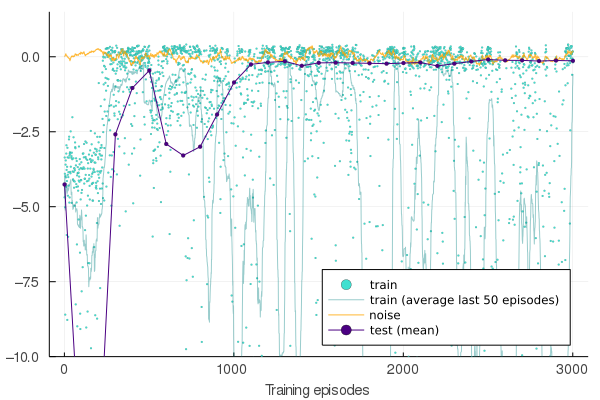 0.0
−2.5
−5.0
−7.5
−10.0
train
train (average last 50 episodes)
noise
test (mean)
0 1000 2000 3000
Training episodes